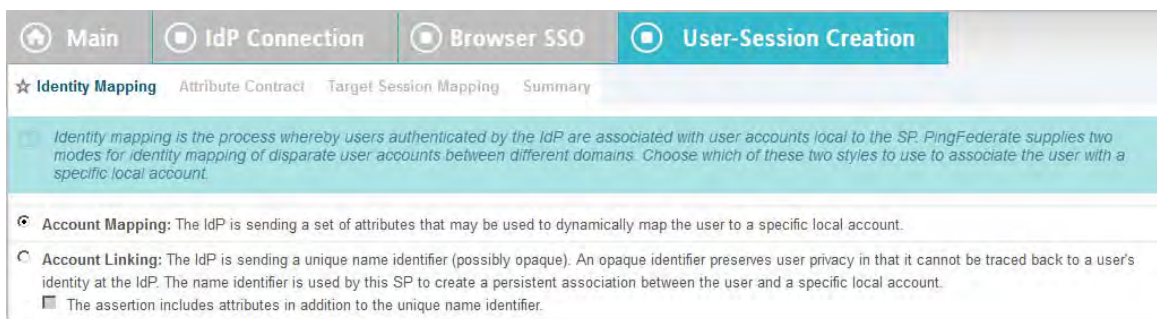 Main IdP Connection Browser SSO User-Session Creation
Identity Mapping Attribute Contract Target Session Mapping Summary
Identity mapping is the process whereby users authenticated by the IdP are associated with user accounts local to the SP. PingFederate supplies two
modes for identity mapping of disparate user accounts between different domains. Choose which of these two styles to use to associate the user with a
specific local account.
Account Mapping: The IdP is sending a set of attributes that may be used to dynamically map the user to a specific local account.
Account Linking: The IdP is sending a unique name identifier (possibly opaque). An opaque identifier preserves user privacy in that it cannot be traced back to a user's
identity at the IdP. The name identifier is used by this SP to create a persistent association between the user and a specific local account.
The assertion includes attributes in addition to the unique name identifier.